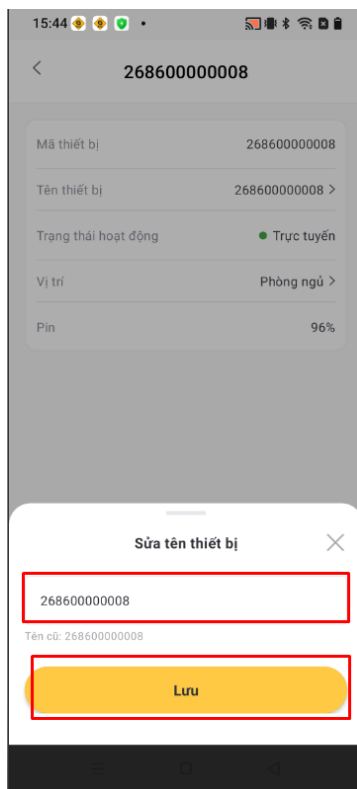 15:44
268600000008
Mã thiết bị 268600000008
Tên thiết bị 268600000008 >
Trạng thái hoạt động Trực tuyến
Vị trí Phòng ngủ >
Pin 96%
Sửa tên thiết bị
268600000008
Tên cũ: 268600000008
Lưu